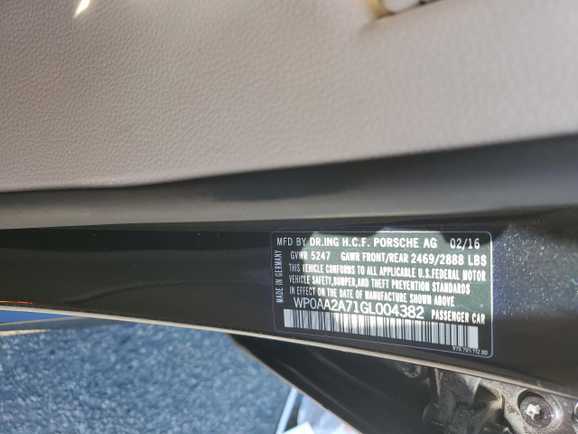 MFD BY DR.ING H.C.F. PORSCHE AG 02/16
GVWR 5247 GAWR FRONT/REAR 2469/2888 LBS
THIS VEHICLE CONFORMS TO ALL APPLICABLE U.S.FEDERAL MOTOR
VEHICLE SAFETY,BUMPER, AND THEFT PREVENTION STANDARDS
IN EFFECT ON THE DATE OF MANUFACTURE SHOWN ABOVE.
WP0AA2A71GL004382 PASSENGER CAR
MADE IN GERMANY